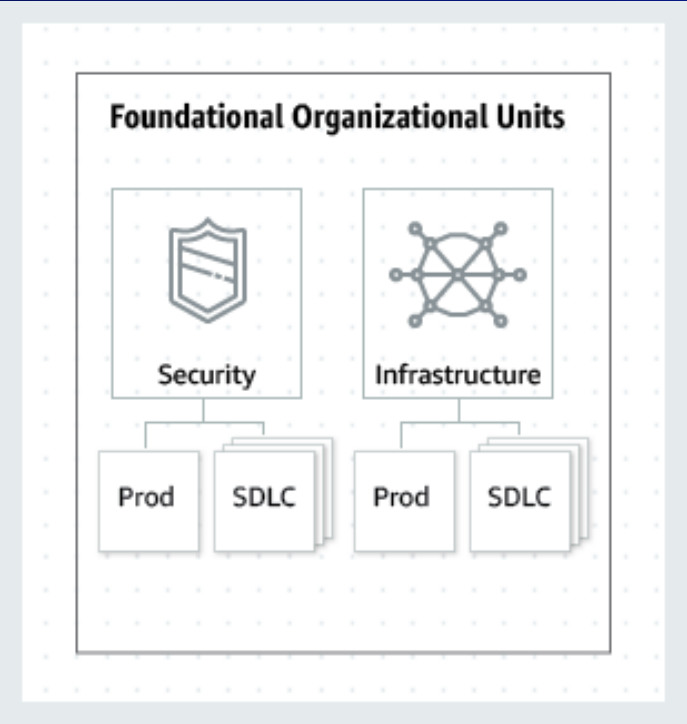 Foundational Organizational Units
Security
Infrastructure
Prod
SDLC
Prod
SDLC